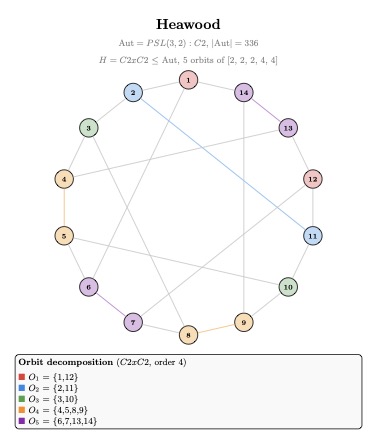 Heawood
Aut = PSL(3, 2) : C2, |Aut| = 336
H = C2xC2 ≤ Aut, 5 orbits of [2, 2, 2, 4, 4]
1
2
14
3
13
4
12
5
11
6
10
7
9
8
Orbit decomposition (C2xC2, order 4)
O₁ = {1,12}
O₂ = {2,11}
O₃ = {3,10}
O₄ = {4,5,8,9}
O₅ = {6,7,13,14}